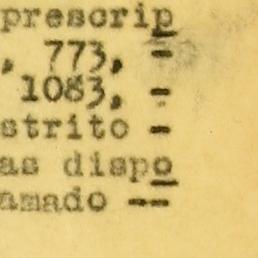 prescrip
, 773, -
1083, -
strito -
as dispo
amado --